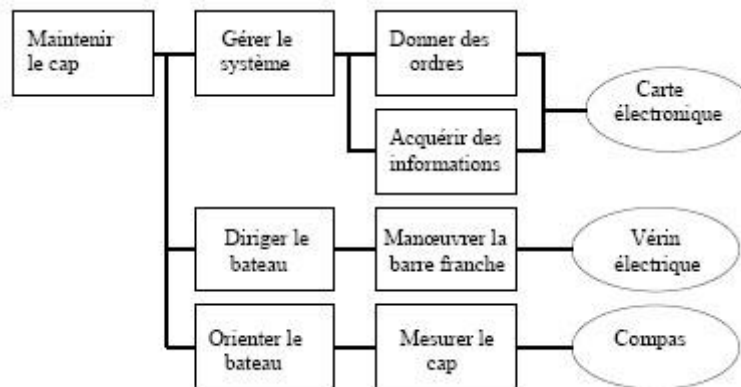 Maintenir
le cap
Gérer le
système
Donner des
ordres
Carte
électronique
Acquérir des
informations
Diriger le
bateau
Manœuvrer la
barre franche
Vérin
électrique
Orienter le
bateau
Mesurer le
cap
Compas